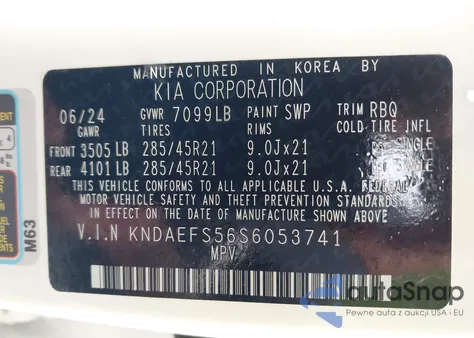 MANUFACTURED IN KOREA BY
KIA CORPORATION
06/24 GVWR 7099LB PAINT SWP TRIM RBQ
GAWR TIRES RIMS COLD TIRE INFL
FRONT 3505 LB 285/45R21 9.0Jx21 SINGLE
REAR 4101 LB 285/45R21 9.0Jx21 SINGLE
THIS VEHICLE CONFORMS TO ALL APPLICABLE U.S.A. FEDERAL
MOTOR VEHICLE SAFETY STANDARDS
IN EFFECT ON THE DATE OF MANUFACTURE SHOWN ABOVE
V.I.N KNDAEFS56S6053741
MPV
M63
autoSnap
Pewne auta z aukcji USA i EU